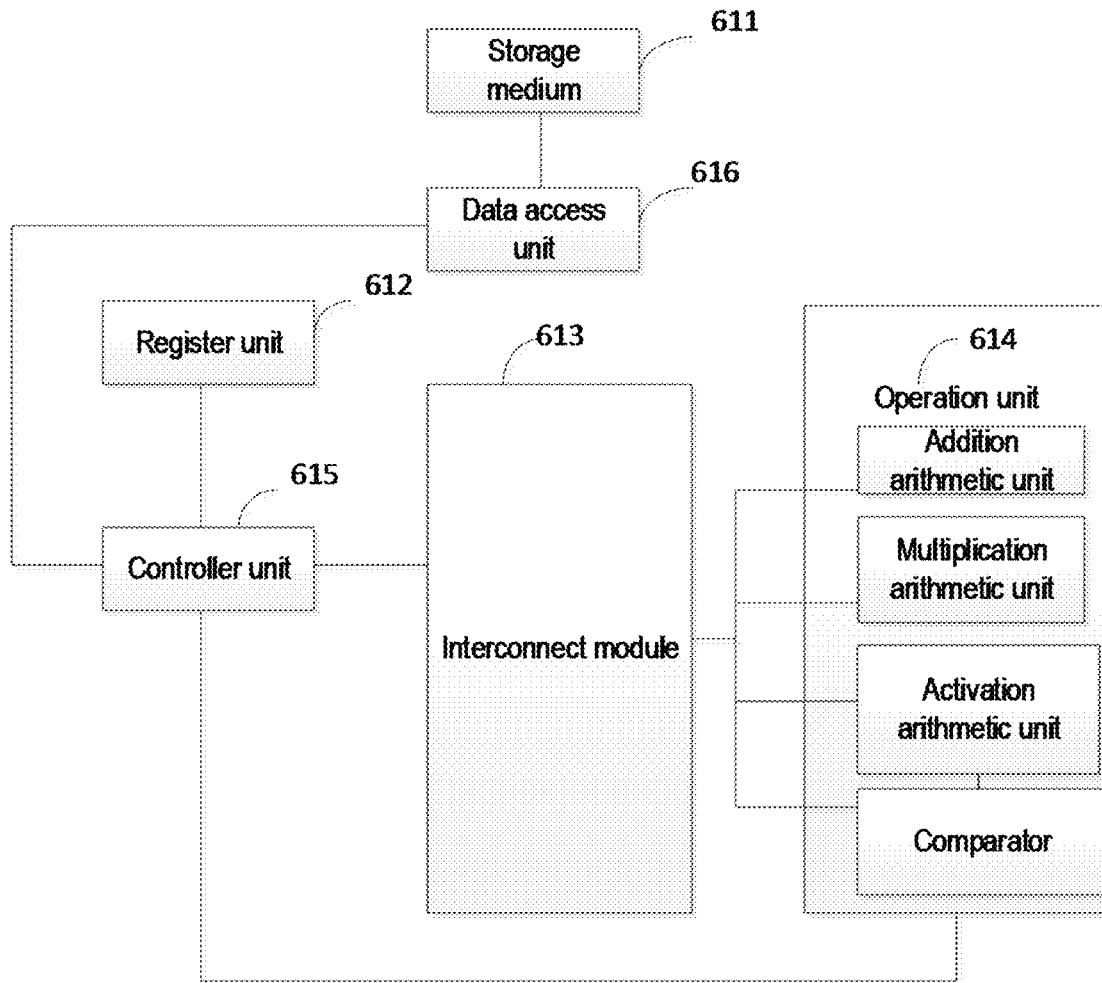 611
Storage
medium
616
Data access
unit
612
Register unit
613
614
Operation unit
Addition
arithmetic unit
615
Controller unit
Multiplication
arithmetic unit
Interconnect module
Activation
arithmetic unit
Comparator